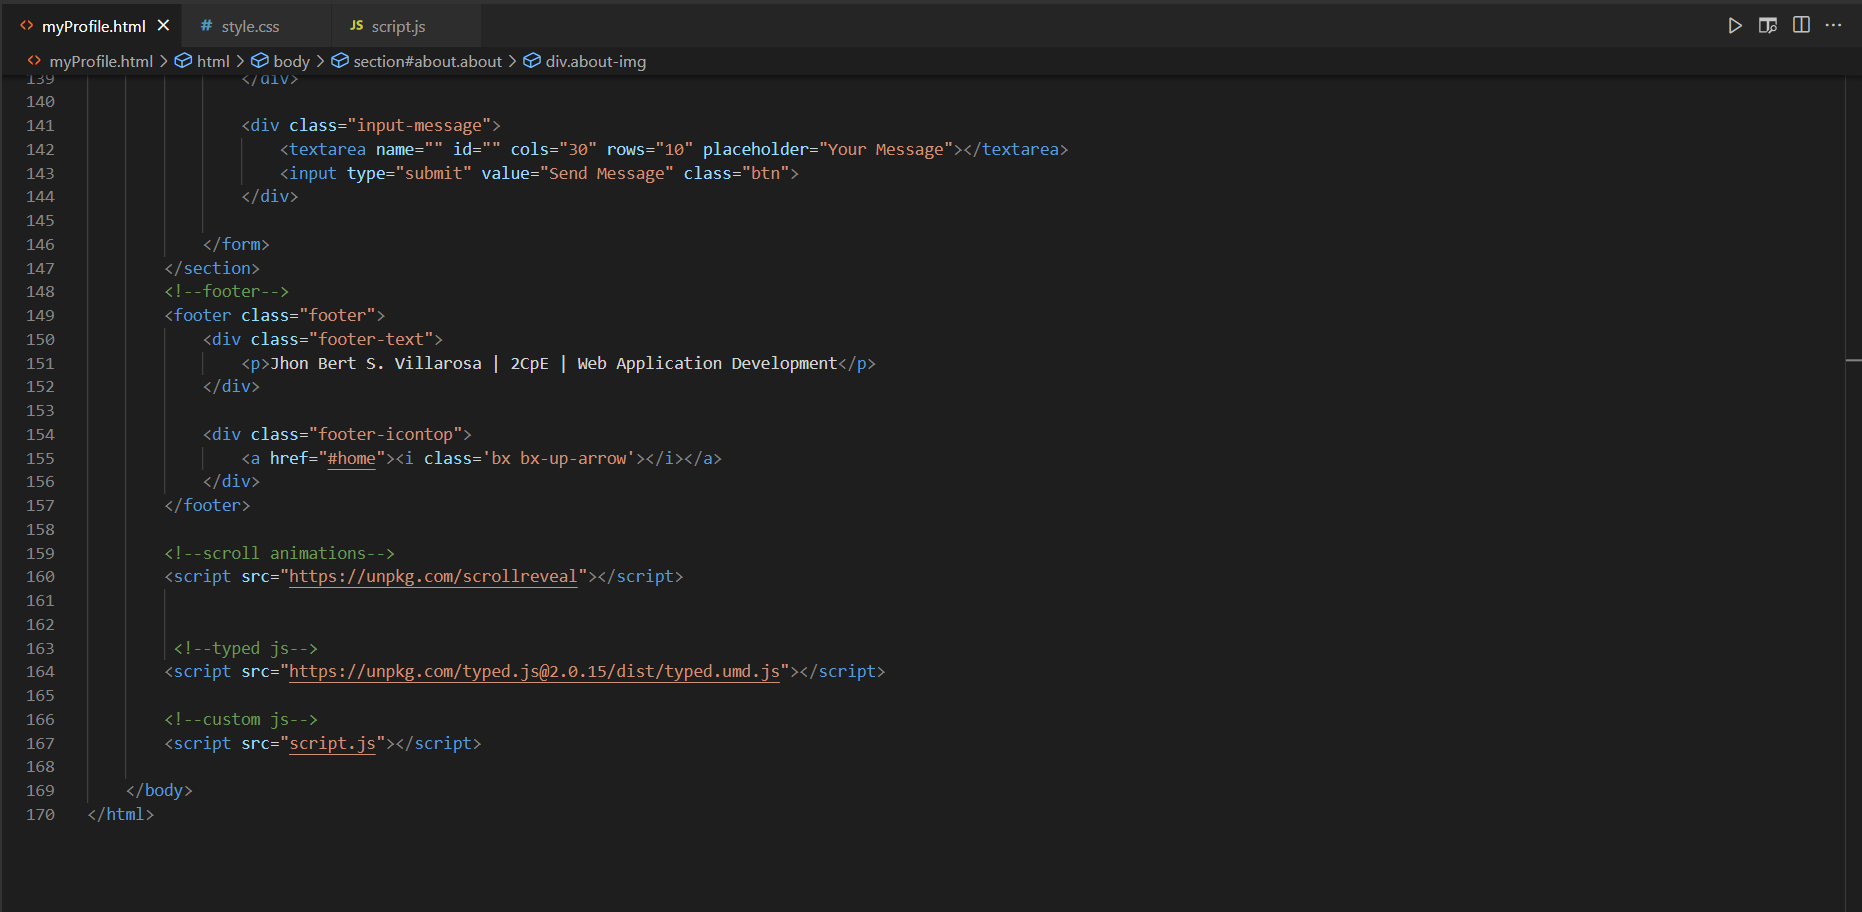 myProfile.html
style.css
JS script.js
myProfile.html > html > body > section#about.about > div.about-img
139 </div>
140
141 <div class="input-message">
142 <textarea name="" id="" cols="30" rows="10" placeholder="Your Message"></textarea>
143 <input type="submit" value="Send Message" class="btn">
144 </div>
145
146 </form>
147 </section>
148 <!--footer-->
149 <footer class="footer">
150 <div class="footer-text">
151 <p>Jhon Bert S. Villarosa | 2CpE | Web Application Development</p>
152 </div>
153
154 <div class="footer-icontop">
155 <a href="#home"><i class='bx bx-up-arrow'></i></a>
156 </div>
157 </footer>
158
159 <!--scroll animations-->
160 <script src="https://unpkg.com/scrollreveal"></script>
161
162
163 <!--typed js-->
164 <script src="https://unpkg.com/typed.js@2.0.15/dist/typed.umd.js"></script>
165
166 <!--custom js-->
167 <script src="script.js"></script>
168
169 </body>
170 </html>